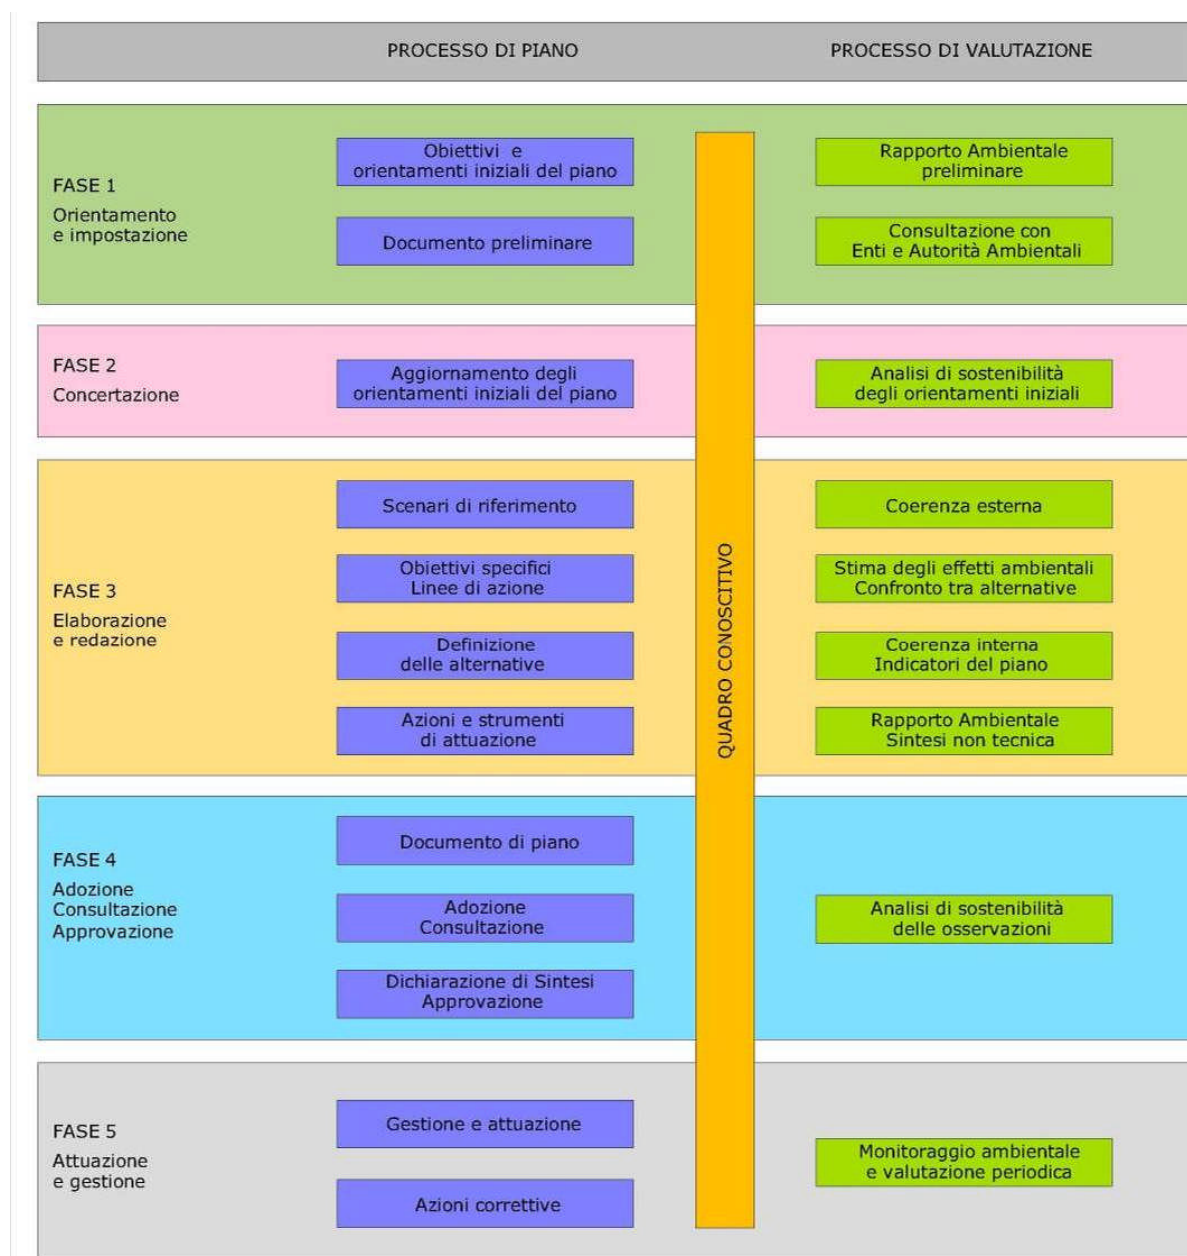 PROCESSO DI PIANO
PROCESSO DI VALUTAZIONE
FASE 1
Orientamento
e impostazione
Obiettivi e
orientamenti iniziali del piano
Documento preliminare
Rapporto Ambientale
preliminare
Consultazione con
Enti e Autorità Ambientali
FASE 2
Concertazione
Aggiornamento degli
orientamenti iniziali del piano
Analisi di sostenibilità
degli orientamenti iniziali
FASE 3
Elaborazione
e redazione
Scenari di riferimento
Obiettivi specifici
Linee di azione
Definizione
delle alternative
Azioni e strumenti
di attuazione
QUADRO CONOSCITIVO
Coerenza esterna
Stima degli effetti ambientali
Confronto tra alternative
Coerenza interna
Indicatori del piano
Rapporto Ambientale
Sintesi non tecnica
FASE 4
Adozione
Consultazione
Approvazione
Documento di piano
Adozione
Consultazione
Dichiarazione di Sintesi
Approvazione
Analisi di sostenibilità
delle osservazioni
FASE 5
Attuazione
e gestione
Gestione e attuazione
Azioni correttive
Monitoraggio ambientale
e valutazione periodica